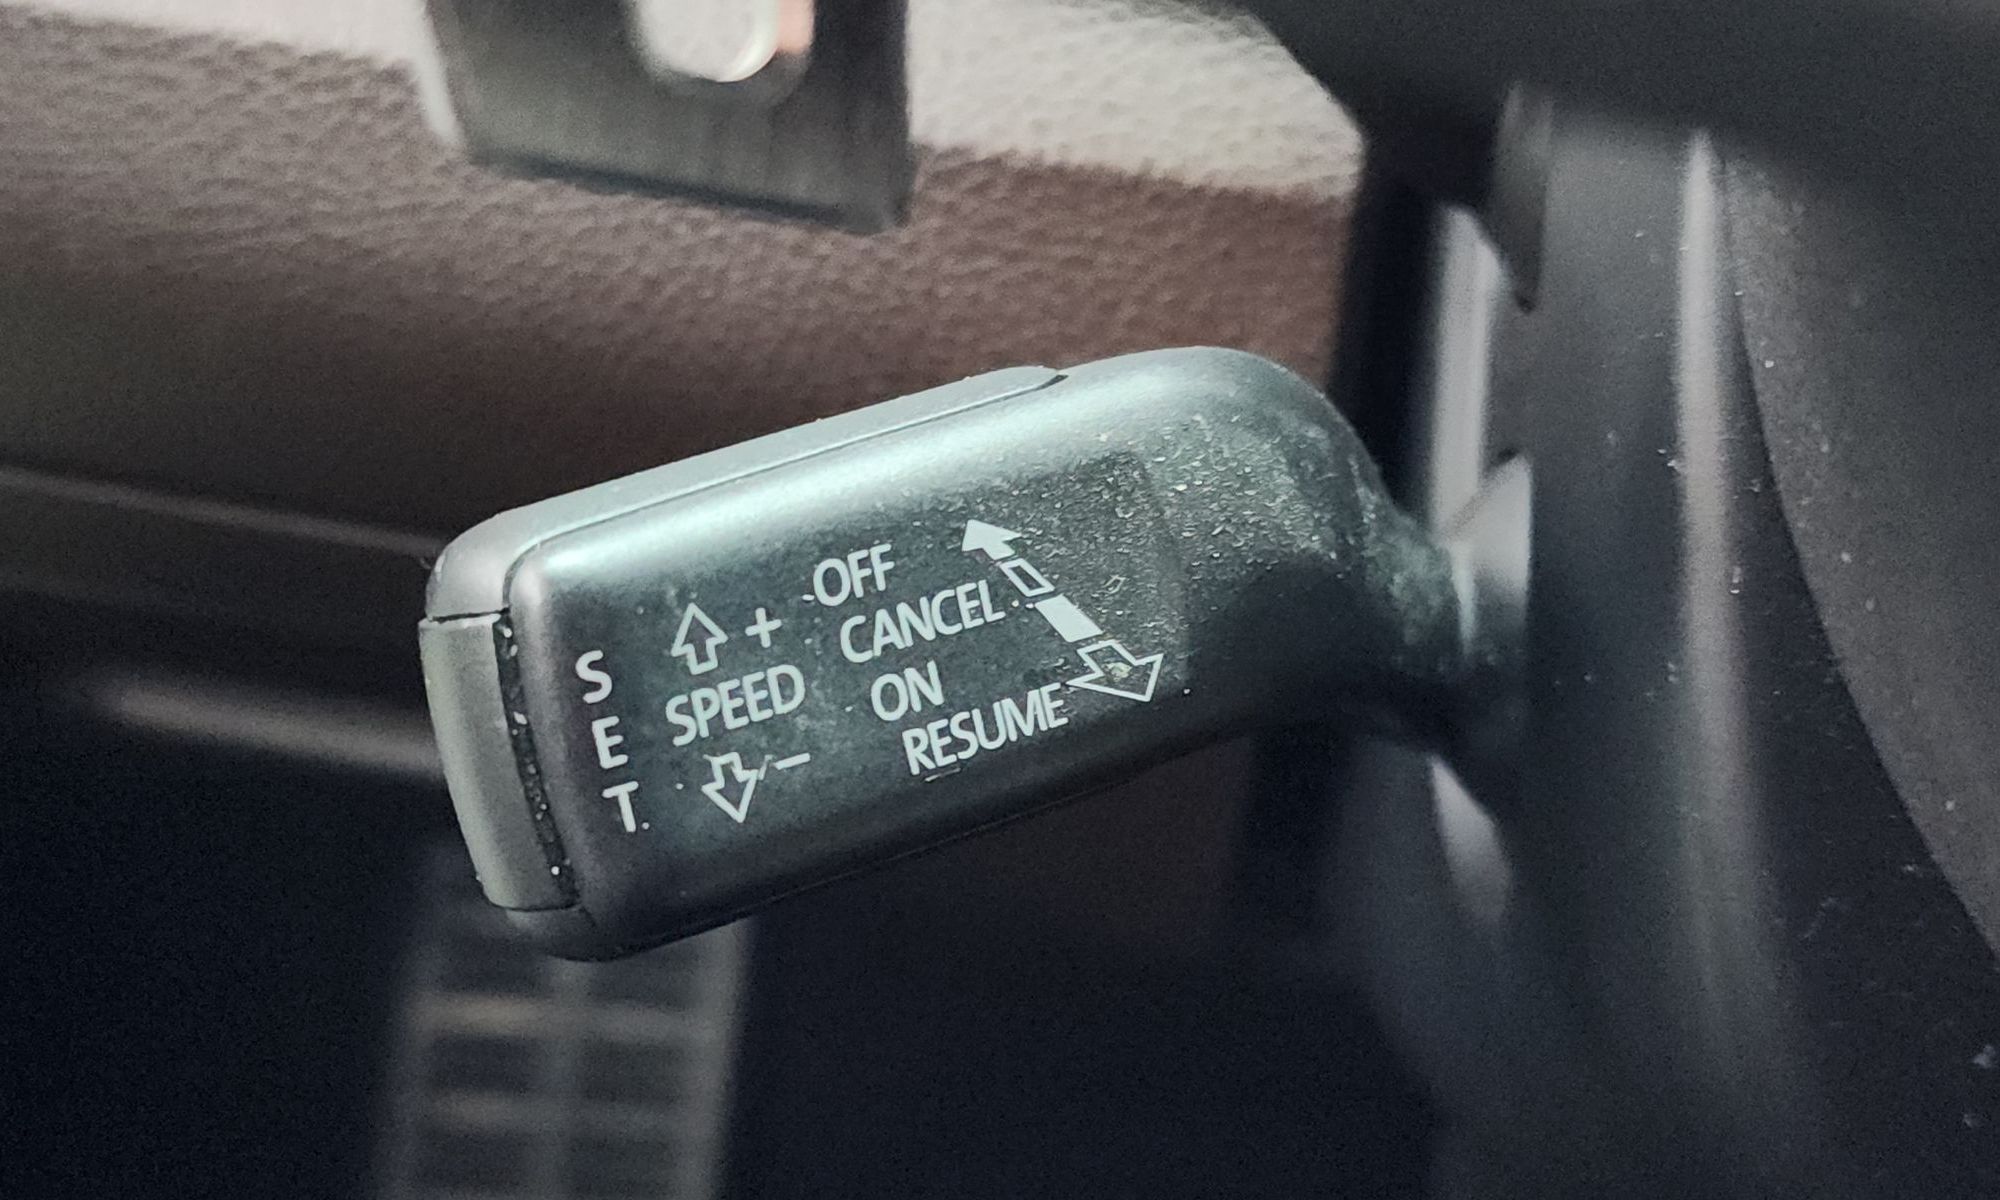 S
E
T
+
SPEED
−
OFF
CANCEL
ON
RESUME